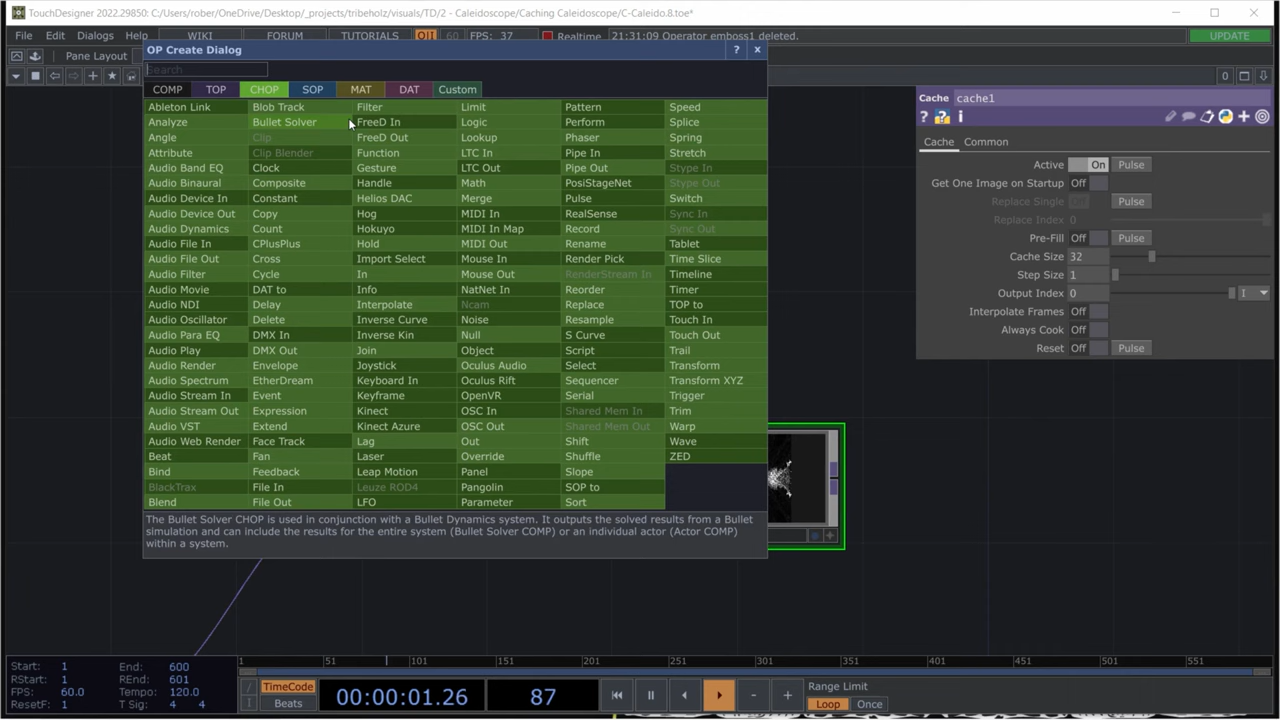 TouchDesigner 2022.29850: C:/Users/rober/OneDrive/Desktop/_projects/tribeholz/visuals/TD/2 - Caleidoscope/Caching Caleidoscope/C-Caleido.8.toe*
File Edit Dialogs Help WIKI FORUM TUTORIALS O|I 60 FPS: 37 Realtime 21:31:09 Operator emboss1 deleted. UPDATE
Pane Layout
OP Create Dialog ? x
Search
COMP TOP CHOP SOP MAT DAT Custom
Ableton Link Blob Track Filter Limit Pattern Speed
Analyze Bullet Solver FreeD In Logic Perform Splice
Angle Clip FreeD Out Lookup Phaser Spring
Attribute Clip Blender Function LTC In Pipe In Stretch
Audio Band EQ Clock Gesture LTC Out Pipe Out Stype In
Audio Binaural Composite Handle Math PosiStageNet Stype Out
Audio Device In Constant Helios DAC Merge Pulse Switch
Audio Device Out Copy Hog MIDI In RealSense Sync In
Audio Dynamics Count Hokuyo MIDI In Map Record Sync Out
Audio File In CPlusPlus Hold MIDI Out Rename Tablet
Audio File Out Cross Import Select Mouse In Render Pick Time Slice
Audio Filter Cycle In Mouse Out RenderStream In Timeline
Audio Movie DAT to Info NatNet In Reorder Timer
Audio NDI Delay Interpolate Ncam Replace TOP to
Audio Oscillator Delete Inverse Curve Noise Resample Touch In
Audio Para EQ DMX In Inverse Kin Null S Curve Touch Out
Audio Play DMX Out Join Object Script Trail
Audio Render Envelope Joystick Oculus Audio Select Transform
Audio Spectrum EtherDream Keyboard In Oculus Rift Sequencer Transform XYZ
Audio Stream In Event Keyframe OpenVR Serial Trigger
Audio Stream Out Expression Kinect OSC In Shared Mem In Trim
Audio VST Extend Kinect Azure OSC Out Shared Mem Out Warp
Audio Web Render Face Track Lag Out Shift Wave
Beat Fan Laser Override Shuffle ZED
Bind Feedback Leap Motion Panel Slope
BlackTrax File In Leuze ROD4 Pangolin SOP to
Blend File Out LFO Parameter Sort
The Bullet Solver CHOP is used in conjunction with a Bullet Dynamics system. It outputs the solved results from a Bullet
simulation and can include the results for the entire system (Bullet Solver COMP) or an individual actor (Actor COMP)
within a system.
0
Cache cache1
? ? i
Cache Common
Active On Pulse
Get One Image on Startup Off
Replace Single Off Pulse
Replace Index 0
Pre-Fill Off Pulse
Cache Size 32
Step Size 1
Output Index 0 I
Interpolate Frames Off
Always Cook Off
Reset Off Pulse
1 51 101 151 201 251 301 351 401 451 501 551
Start: 1 End: 600
RStart: 1 REnd: 601
FPS: 60.0 Tempo: 120.0
ResetF: 1 T Sig: 4 4
TimeCode
Beats
00:00:01.26 87
Range Limit
Loop Once